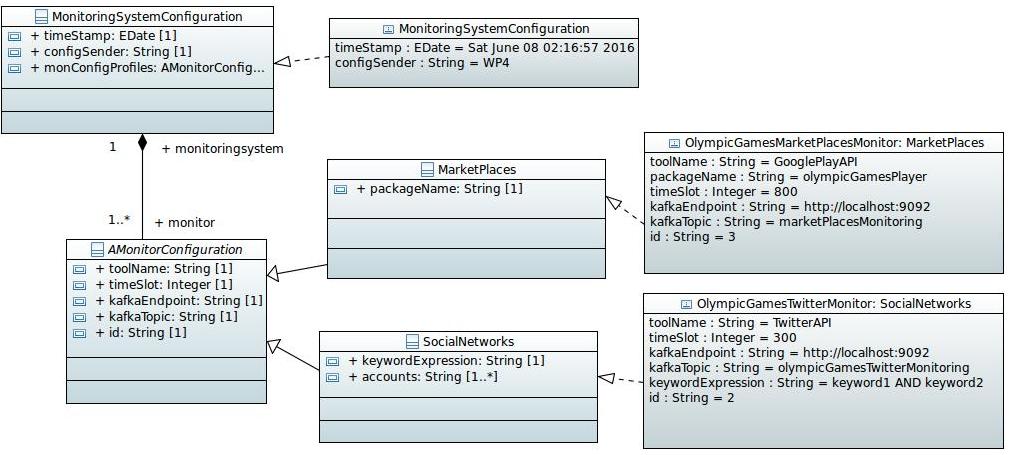 MonitoringSystemConfiguration
+ timeStamp: EDate [1]
+ configSender: String [1]
+ monConfigProfiles: AMonitorConfig...
MonitoringSystemConfiguration
timeStamp : EDate = Sat June 08 02:16:57 2016
configSender : String = WP4
1
+ monitoringsystem
1..*
+ monitor
AMonitorConfiguration
+ toolName: String [1]
+ timeSlot: Integer [1]
+ kafkaEndpoint: String [1]
+ kafkaTopic: String [1]
+ id: String [1]
MarketPlaces
+ packageName: String [1]
OlympicGamesMarketPlacesMonitor: MarketPlaces
toolName : String = GooglePlayAPI
packageName : String = olympicGamesPlayer
timeSlot : Integer = 800
kafkaEndpoint : String = http://localhost:9092
kafkaTopic : String = marketPlacesMonitoring
id : String = 3
SocialNetworks
+ keywordExpression: String [1]
+ accounts: String [1..*]
OlympicGamesTwitterMonitor: SocialNetworks
toolName : String = TwitterAPI
timeSlot : Integer = 300
kafkaEndpoint : String = http://localhost:9092
kafkaTopic : String = olympicGamesTwitterMonitoring
keywordExpression : String = keyword1 AND keyword2
id : String = 2